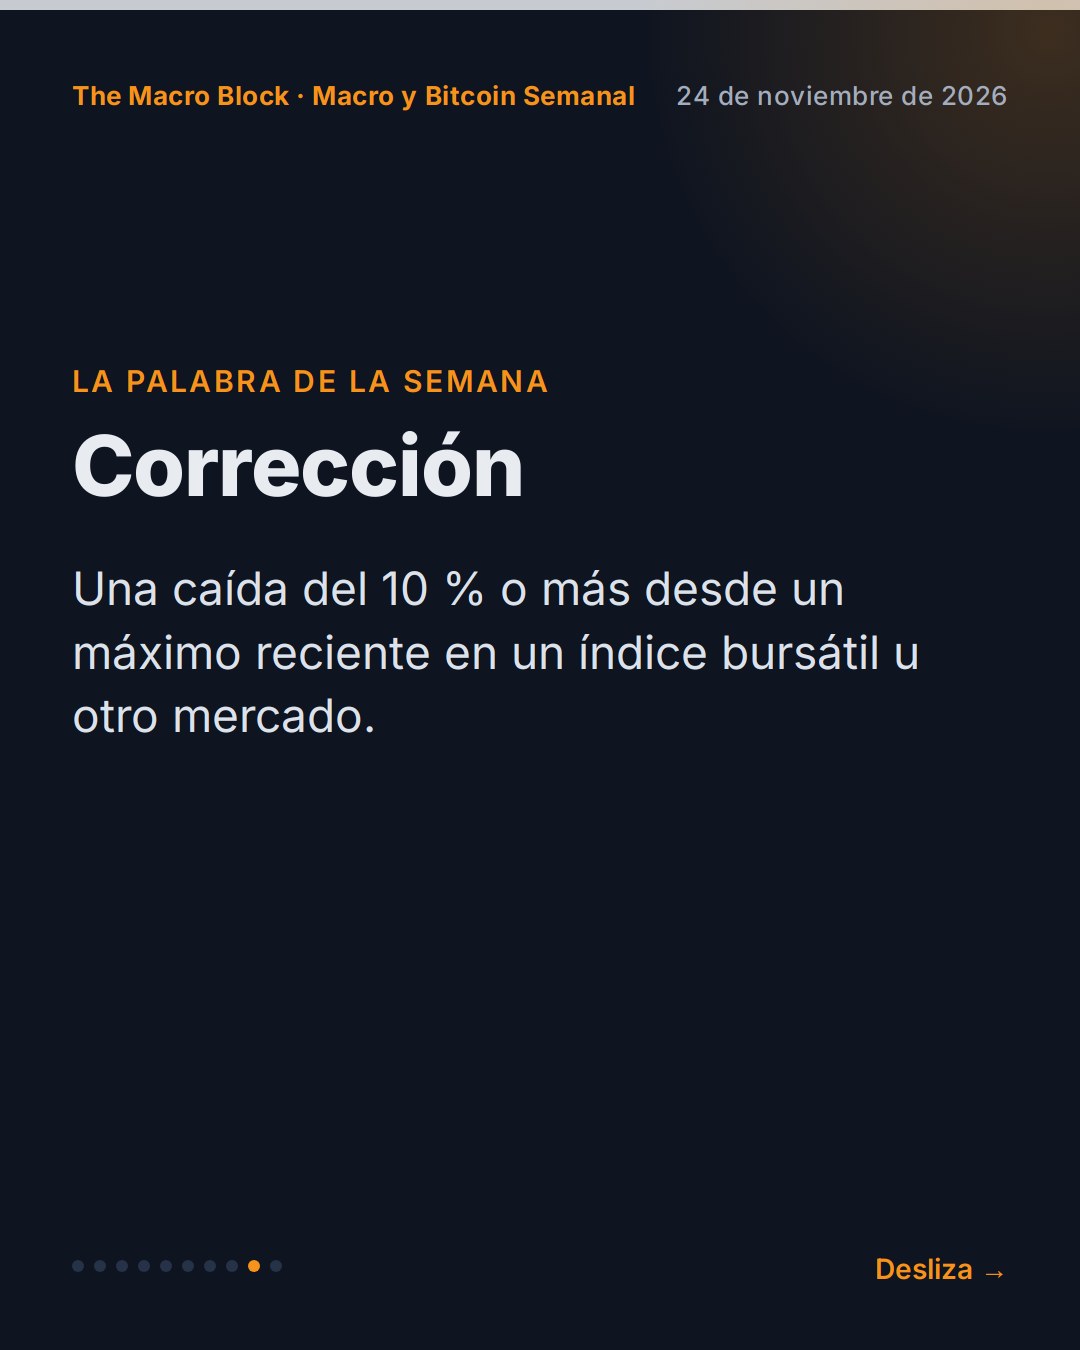 The Macro Block · Macro y Bitcoin Semanal
24 de noviembre de 2026
LA PALABRA DE LA SEMANA
Corrección
Una caída del 10 % o más desde un
máximo reciente en un índice bursátil u
otro mercado.
Desliza →